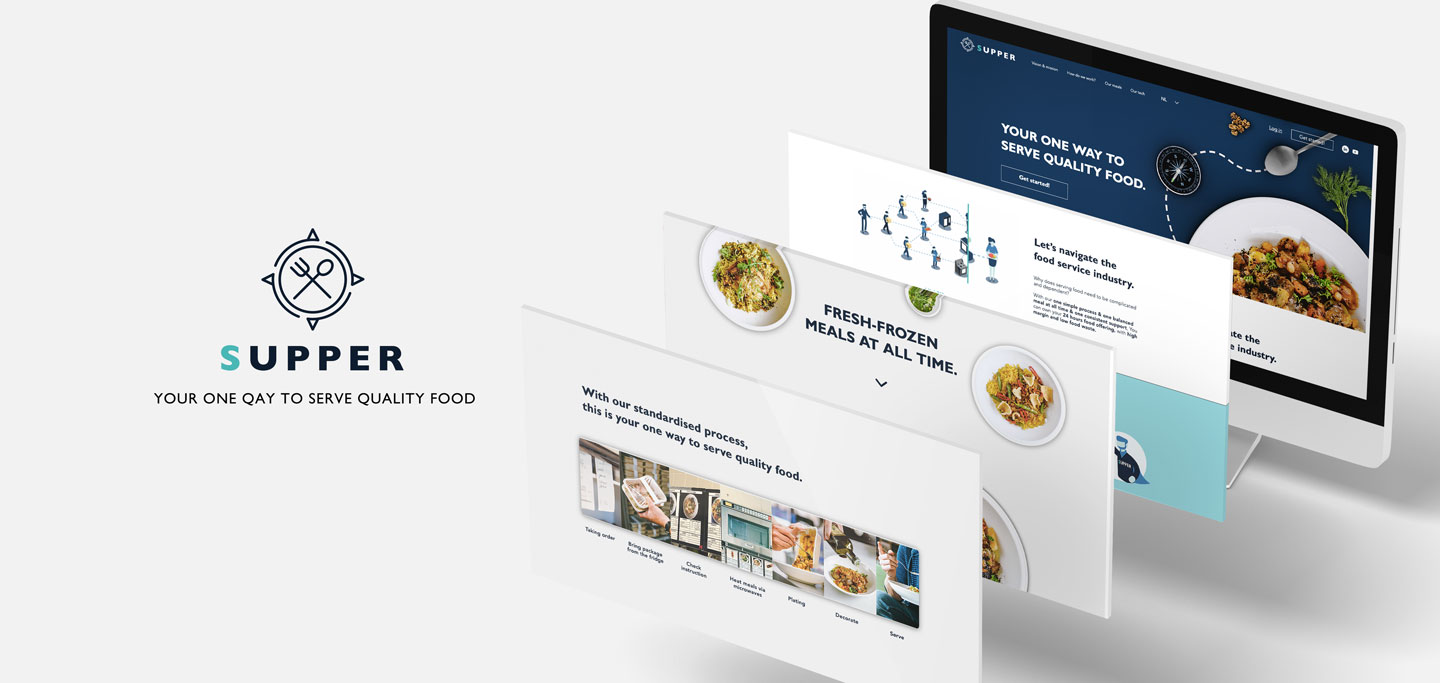 SUPPER
YOUR ONE QAY TO SERVE QUALITY FOOD
SUPPER
Vision & mission
How do we work?
Our meals
Our tech
NL
Log in
Get started!
YOUR ONE WAY TO
SERVE QUALITY FOOD.
Get started!
Let's navigate the
food service industry.
Why does serving food need to be complicated
and dependent?
With our one simple process & one balanced
meal at all time & one consistent support. You
can own your 24 hours food offering, with high
margin and low food waste.
ate the
e industry.
FRESH-FROZEN
MEALS AT ALL TIME.
With our standardised process,
this is your one way to serve quality food.
Taking order
Bring package
from the fridge
Check
instruction
Heat meals via
microwaves
Plating
Decorate
Serve